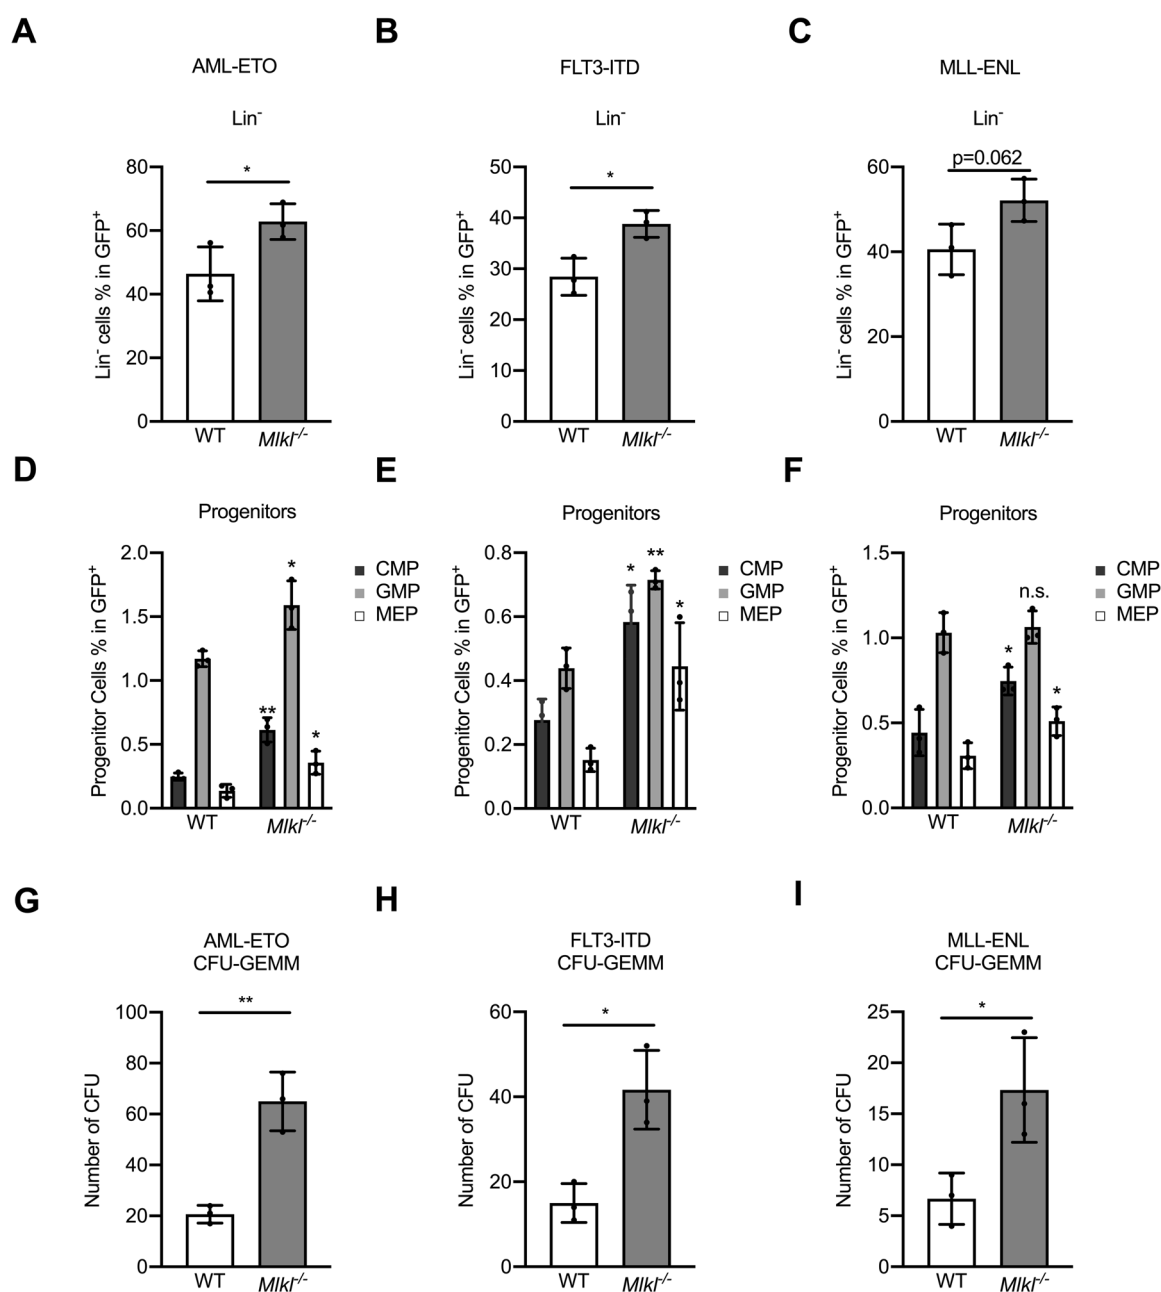 A
AML-ETO
Lin⁻
*
Lin⁻ cells % in GFP⁺
80
60
40
20
0
WT
Mlkl⁻/⁻
B
FLT3-ITD
Lin⁻
*
Lin⁻ cells % in GFP⁺
50
40
30
20
10
0
WT
Mlkl⁻/⁻
C
MLL-ENL
Lin⁻
p=0.062
Lin⁻ cells % in GFP⁺
60
40
20
0
WT
Mlkl⁻/⁻
D
Progenitors
Progenitor Cells % in GFP⁺
2.0
1.5
1.0
0.5
0.0
**
*
*
CMP
GMP
MEP
WT
Mlkl⁻/⁻
E
Progenitors
Progenitor Cells % in GFP⁺
0.8
0.6
0.4
0.2
0.0
*
**
*
CMP
GMP
MEP
WT
Mlkl⁻/⁻
F
Progenitors
Progenitor Cells % in GFP⁺
1.5
1.0
0.5
0.0
*
n.s.
*
CMP
GMP
MEP
WT
Mlkl⁻/⁻
G
AML-ETO
CFU-GEMM
**
Number of CFU
100
80
60
40
20
0
WT
Mlkl⁻/⁻
H
FLT3-ITD
CFU-GEMM
*
Number of CFU
60
40
20
0
WT
Mlkl⁻/⁻
I
MLL-ENL
CFU-GEMM
*
Number of CFU
25
20
15
10
5
0
WT
Mlkl⁻/⁻